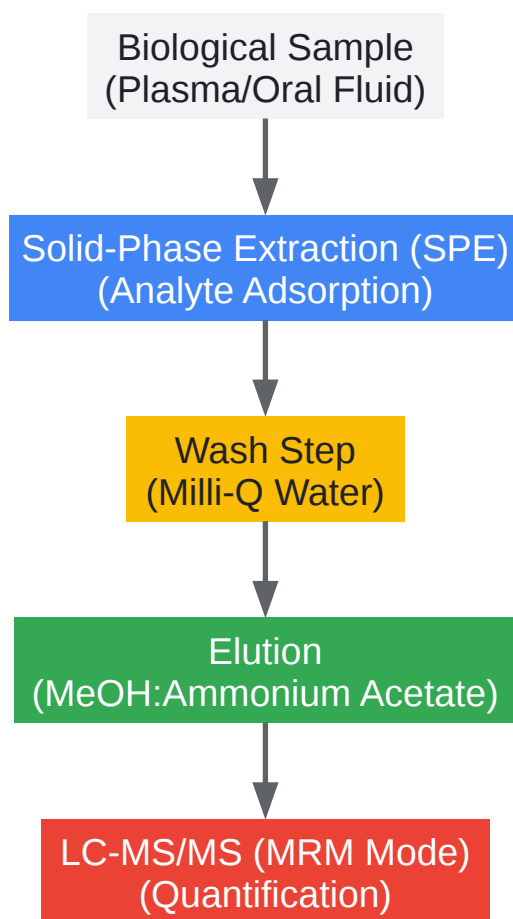 Biological Sample
(Plasma/Oral Fluid)
Solid-Phase Extraction (SPE)
(Analyte Adsorption)
Wash Step
(Milli-Q Water)
Elution
(MeOH:Ammonium Acetate)
LC-MS/MS (MRM Mode)
(Quantification)